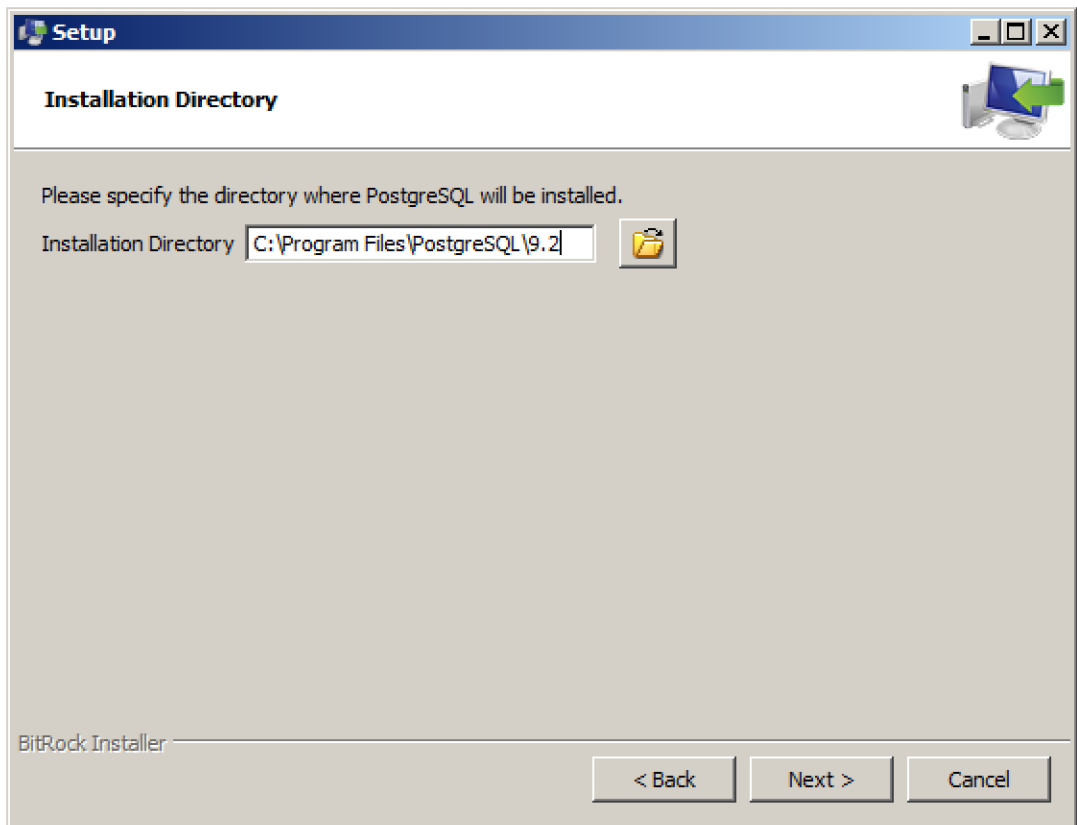 Setup
Installation Directory
Please specify the directory where PostgreSQL will be installed.
Installation Directory C:\Program Files\PostgreSQL\9.2
BitRock Installer
< Back Next > Cancel